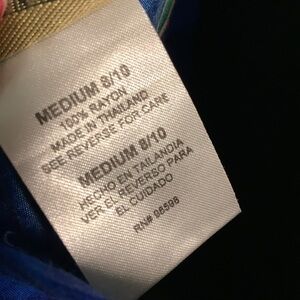 MEDIUM 8/10
100% RAYON
MADE IN THAILAND
SEE REVERSE FOR CARE
MEDIUM 8/10
HECHO EN TAILANDIA
VER EL REVERSO PARA
EL CUIDADO
RN# 96598